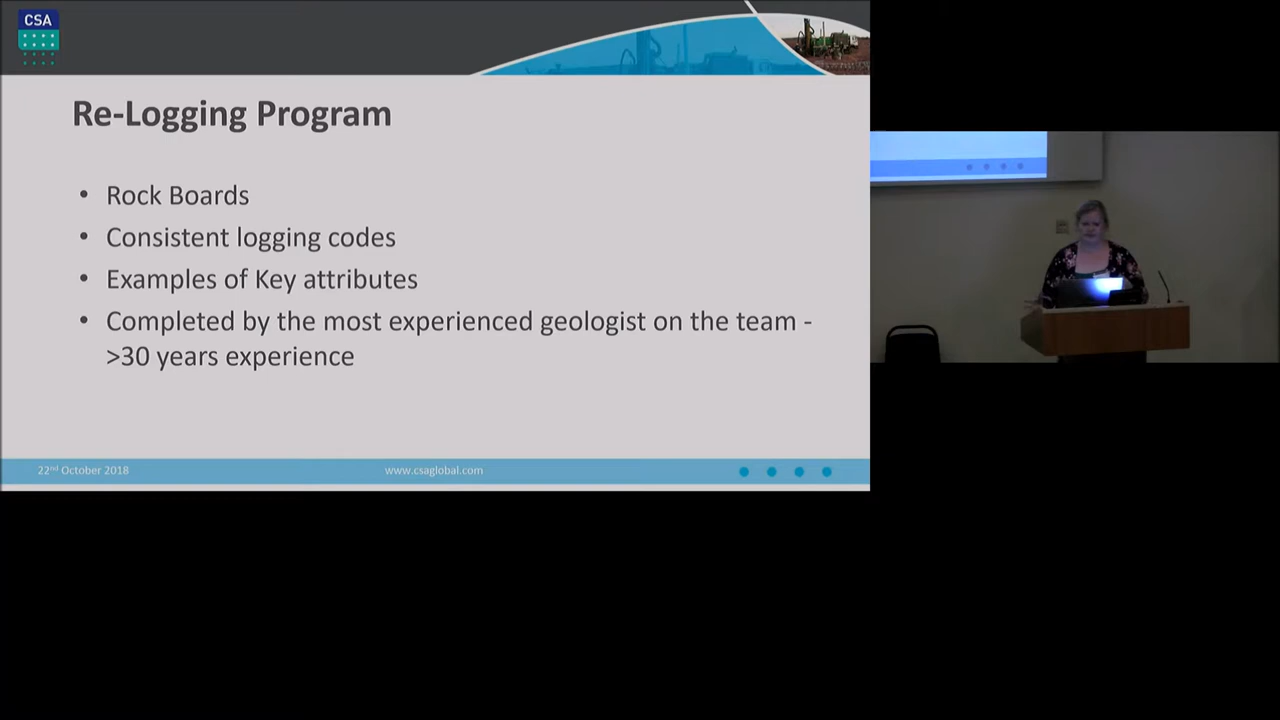 CSA
Re-Logging Program
• Rock Boards
• Consistent logging codes
• Examples of Key attributes
• Completed by the most experienced geologist on the team -
>30 years experience
22nd October 2018
www.csaglobal.com